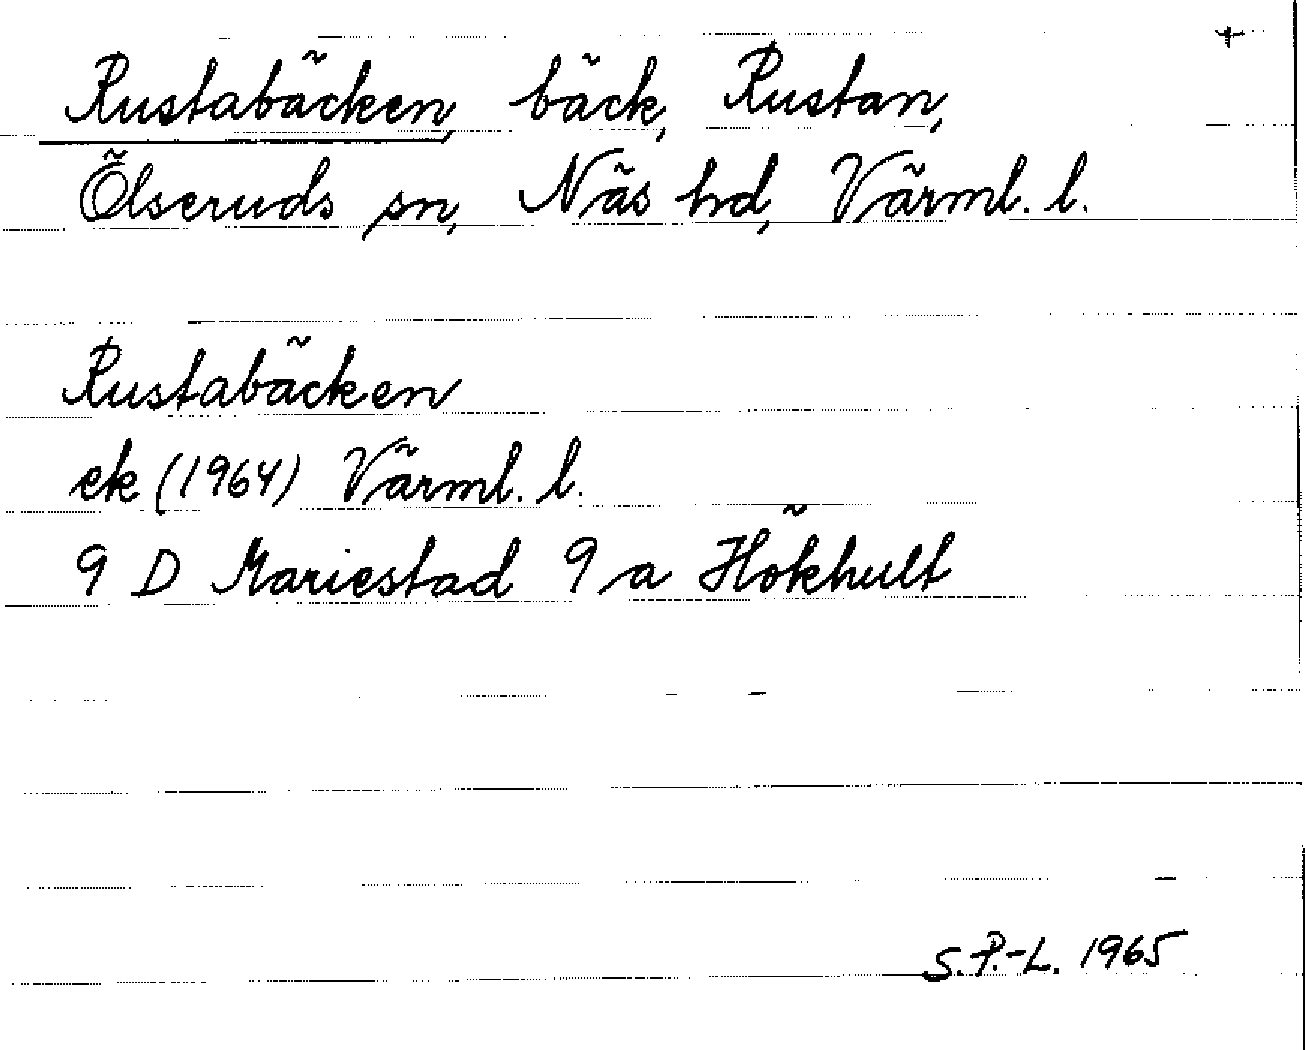 +
Rustabäcken, bäck, Rustan,
Ölseruds sn, Näs hd, Värml. l.
Rustabäcken
ek (1964) Värml. l.
9 D Mariestad 9 a Hökhult
S.P.-L. 1965